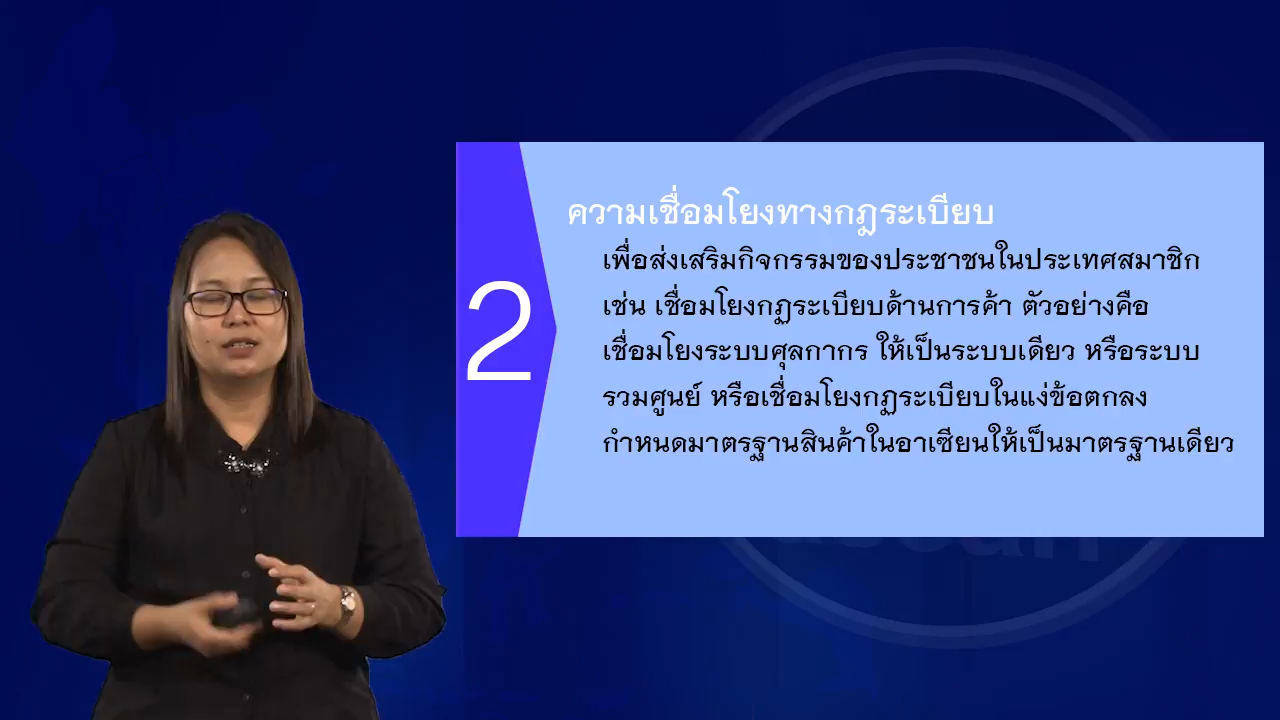 2
ความเชื่อมโยงทางกฎระเบียบ
เพื่อส่งเสริมกิจกรรมของประชาชนในประเทศสมาชิก
เช่น เชื่อมโยงกฏระเบียบด้านการค้า ตัวอย่างคือ
เชื่อมโยงระบบศุลกากร ให้เป็นระบบเดียว หรือระบบ
รวมศูนย์ หรือเชื่อมโยงกฏระเบียบในแง่ข้อตกลง
กำหนดมาตรฐานสินค้าในอาเซียนให้เป็นมาตรฐานเดียว
asean